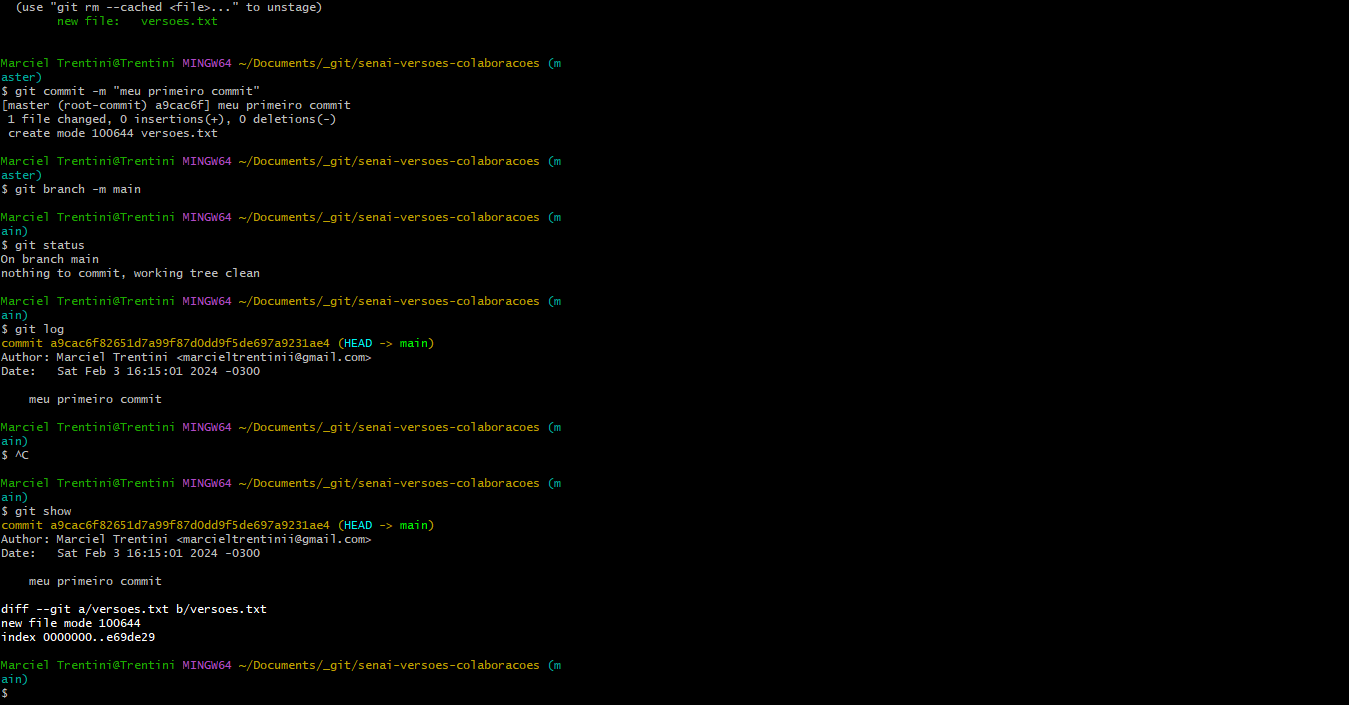 (use "git rm --cached <file>..." to unstage)
new file:   versoes.txt
Marciel Trentini@Trentini MINGW64 ~/Documents/_git/senai-versoes-colaboracoes (m
aster)
$ git commit -m "meu primeiro commit"
[master (root-commit) a9cac6f] meu primeiro commit
1 file changed, 0 insertions(+), 0 deletions(-)
create mode 100644 versoes.txt
Marciel Trentini@Trentini MINGW64 ~/Documents/_git/senai-versoes-colaboracoes (m
aster)
$ git branch -m main
Marciel Trentini@Trentini MINGW64 ~/Documents/_git/senai-versoes-colaboracoes (m
ain)
$ git status
On branch main
nothing to commit, working tree clean
Marciel Trentini@Trentini MINGW64 ~/Documents/_git/senai-versoes-colaboracoes (m
ain)
$ git log
commit a9cac6f82651d7a99f87d0dd9f5de697a9231ae4 (HEAD -> main)
Author: Marciel Trentini <marcieltrentinii@gmail.com>
Date:   Sat Feb 3 16:15:01 2024 -0300
meu primeiro commit
Marciel Trentini@Trentini MINGW64 ~/Documents/_git/senai-versoes-colaboracoes (m
ain)
$ ^C
Marciel Trentini@Trentini MINGW64 ~/Documents/_git/senai-versoes-colaboracoes (m
ain)
$ git show
commit a9cac6f82651d7a99f87d0dd9f5de697a9231ae4 (HEAD -> main)
Author: Marciel Trentini <marcieltrentinii@gmail.com>
Date:   Sat Feb 3 16:15:01 2024 -0300
meu primeiro commit
diff --git a/versoes.txt b/versoes.txt
new file mode 100644
index 0000000..e69de29
Marciel Trentini@Trentini MINGW64 ~/Documents/_git/senai-versoes-colaboracoes (m
ain)
$